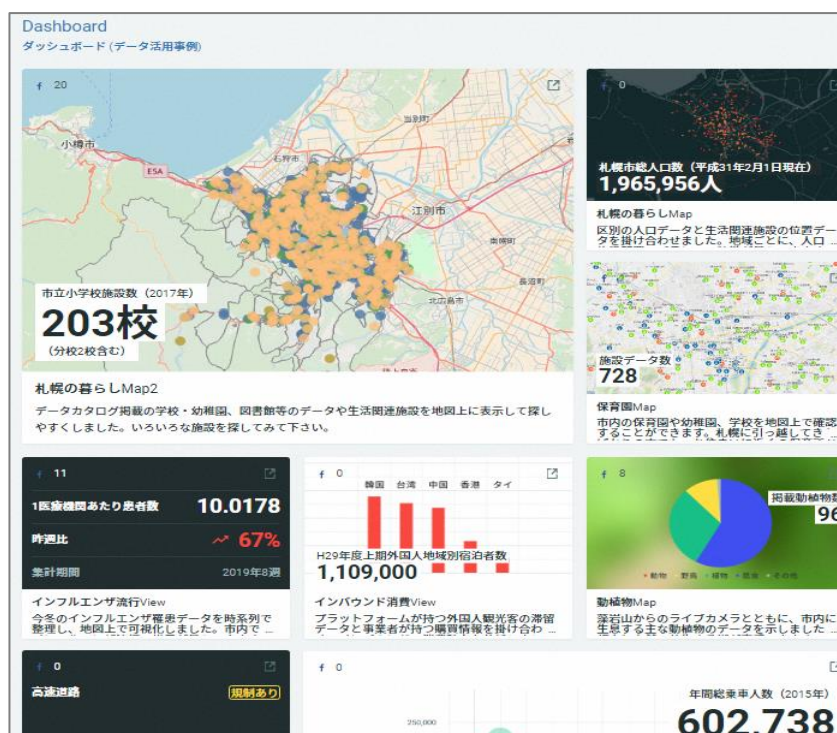 Dashboard
ダッシュボード (データ活用事例)
f 20
小樽市
E5A
石狩市
当別町
江別市
南幌町
長沼町
北広島市
市立小学校施設数（2017年）
203校
（分校2校含む）
札幌の暮らしMap2
データカタログ掲載の学校・幼稚園、図書館等のデータや生活関連施設を地図上に表示して探し
やすくしました。いろいろな施設を探してみて下さい。
f 0
札幌市総人口数（平成31年2月1日現在）
1,965,956人
札幌の暮らしMap
区別の人口データと生活関連施設の位置デー
タを掛け合わせました。地域ごとに、人口 ...
施設データ数
728
保育園Map
市内の保育園や幼稚園、学校を地図上で確認
することができます。札幌に引っ越してき ...
f 11
1医療機関あたり患者数 10.0178
昨週比 67%
集計期間 2019年8週
インフルエンザ流行View
今冬のインフルエンザ罹患データを時系列で
整理し、地図上で可視化しました。市内で ...
f 0
韓国 台湾 中国 香港 タイ
H29年度上期外国人地域別宿泊者数
1,109,000
インバウンド消費View
プラットフォームが持つ外国人観光客の滞留
データと事業者が持つ購買情報を掛け合わ ...
f 8
掲載動植物数
96
動物 野鳥 植物 昆虫 その他
動植物Map
藻岩山からのライブカメラとともに、市内に
生息する主な動植物のデータを示しました ...
f 0
高速道路 規制あり
f 0
年間総乗車人数（2015年）
602,738
250,000